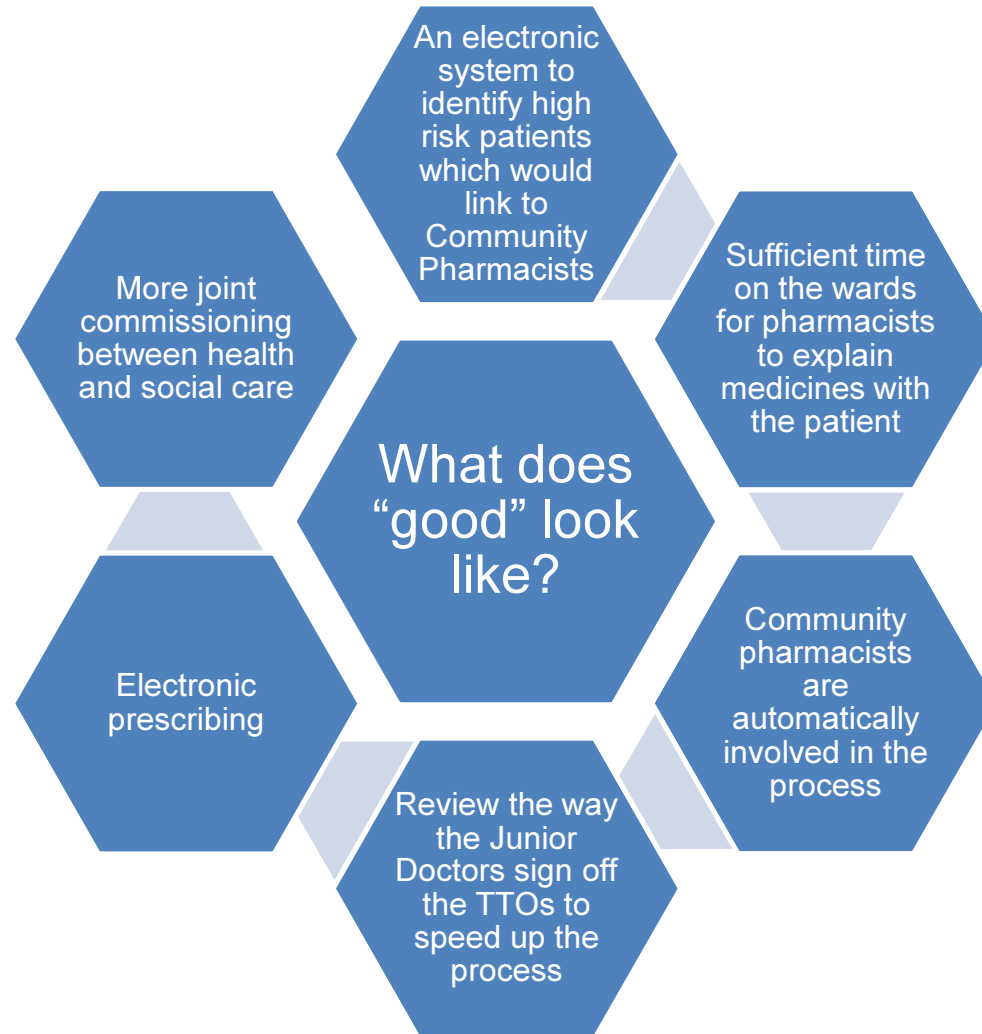 An electronic
system to
identify high
risk patients
which would
link to
Community
Pharmacists
Sufficient time
on the wards
for pharmacists
to explain
medicines with
the patient
Community
pharmacists
are
automatically
involved in the
process
Review the way
the Junior
Doctors sign off
the TTOs to
speed up the
process
Electronic
prescribing
More joint
commissioning
between health
and social care
What does
“good” look
like?